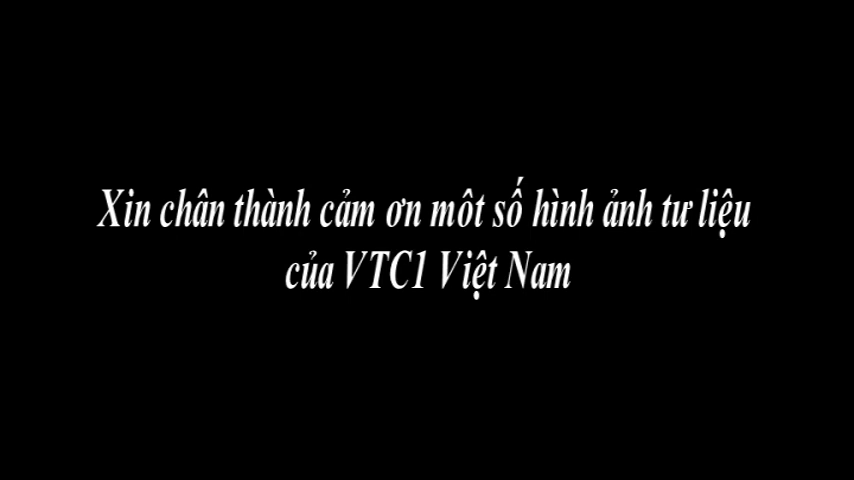 Xin chân thành cảm ơn môt số hình ảnh tư liệu
của VTC1 Việt Nam